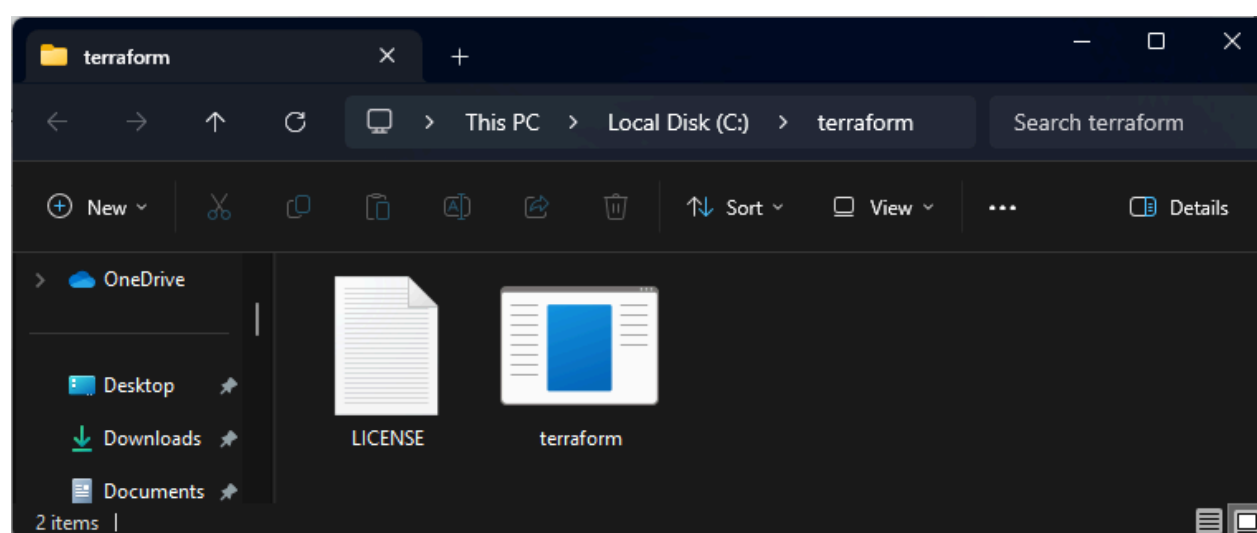 terraform
This PC > Local Disk (C:) > terraform
Search terraform
New
Sort
View
...
Details
OneDrive
Desktop
Downloads
Documents
LICENSE
terraform
2 items